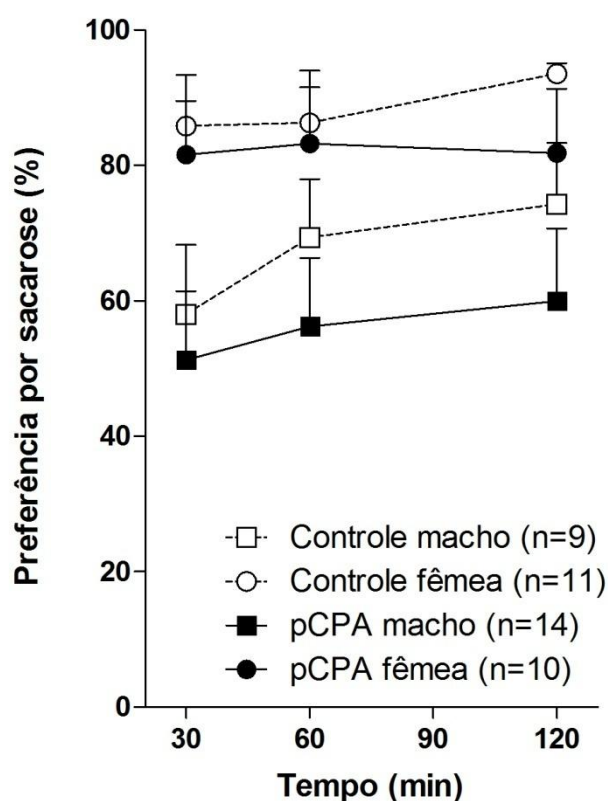 100
80
60
40
20
0
Preferência por sacarose (%)
Controle macho (n=9)
Controle fêmea (n=11)
pCPA macho (n=14)
pCPA fêmea (n=10)
30 60 90 120
Tempo (min)